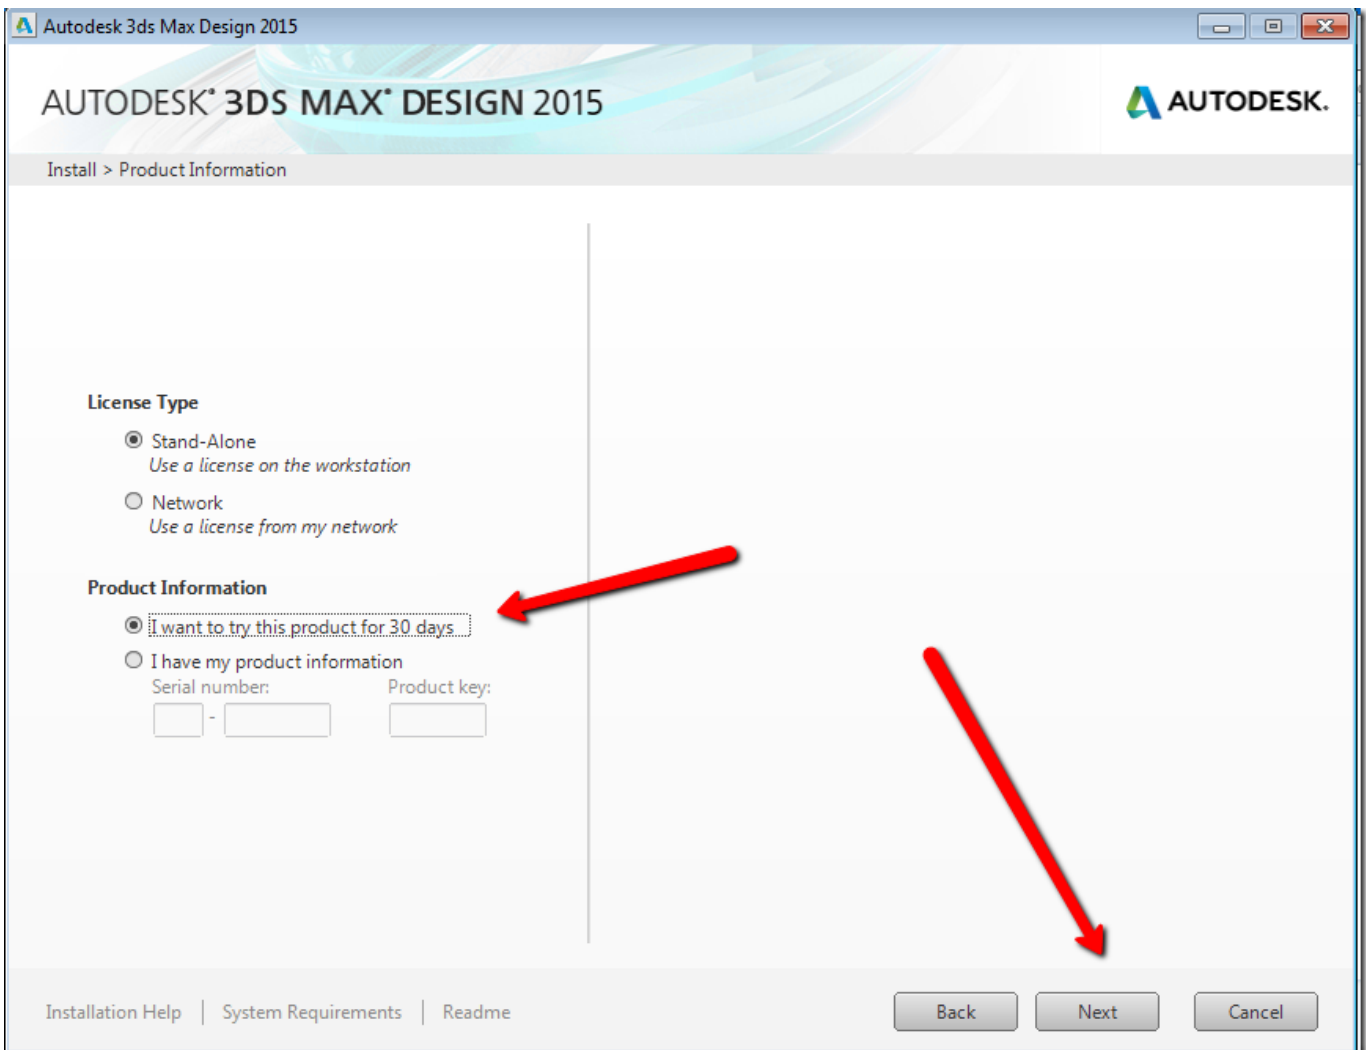 Autodesk 3ds Max Design 2015
AUTODESK® 3DS MAX® DESIGN 2015
AUTODESK.
Install > Product Information
License Type
Stand-Alone
Use a license on the workstation
Network
Use a license from my network
Product Information
I want to try this product for 30 days
I have my product information
Serial number: Product key:
-
Installation Help | System Requirements | Readme
Back Next Cancel